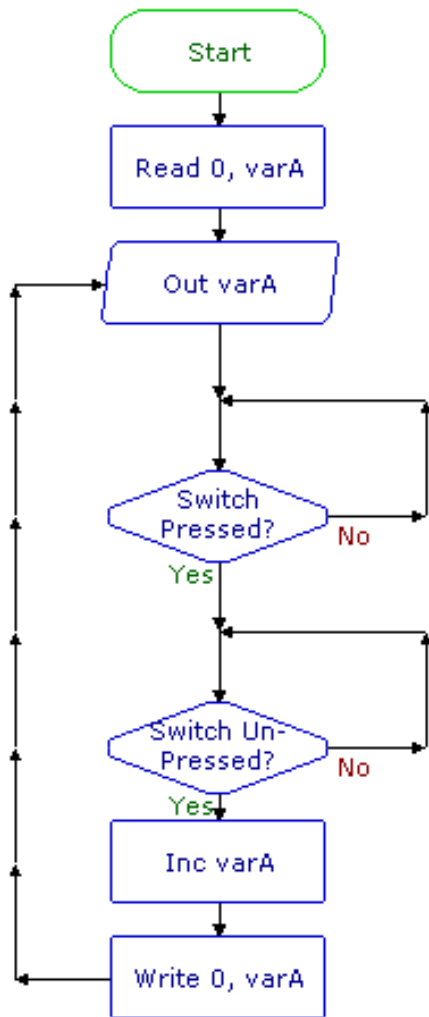 Start
Read 0, varA
Out varA
Switch
Pressed?
No
Yes
Switch Un-
Pressed?
No
Yes
Inc varA
Write 0, varA